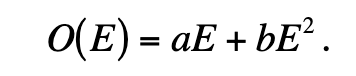 O(E) = aE + bE² .